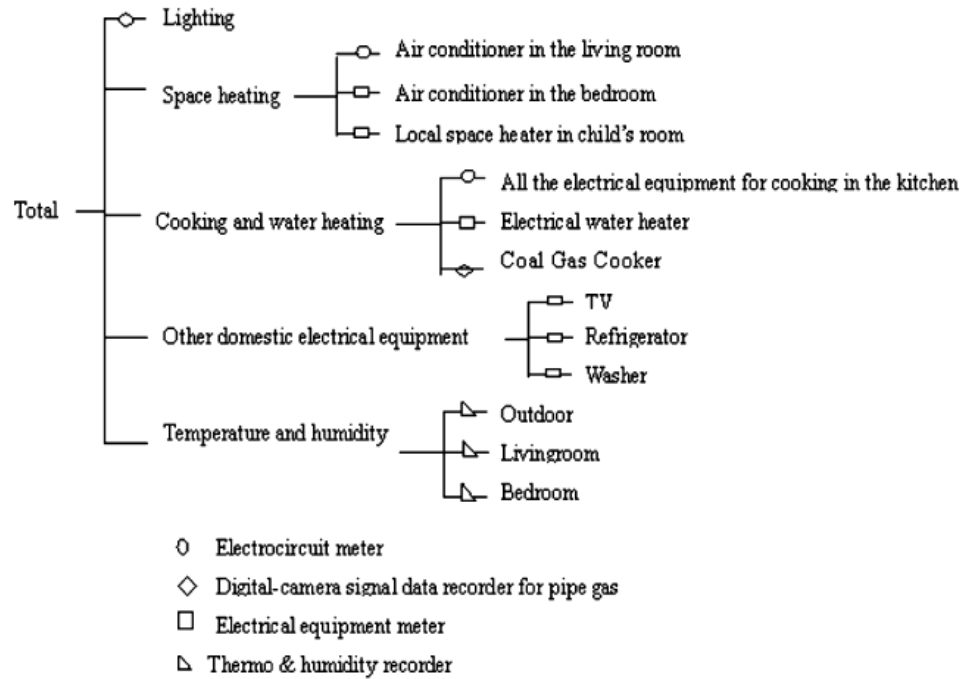 Lighting
Air conditioner in the living room
Space heating
Air conditioner in the bedroom
Local space heater in child's room
All the electrical equipment for cooking in the kitchen
Total
Cooking and water heating
Electrical water heater
Coal Gas Cooker
TV
Other domestic electrical equipment
Refrigerator
Washer
Temperature and humidity
Outdoor
Livingroom
Bedroom
Electrocircuit meter
Digital-camera signal data recorder for pipe gas
Electrical equipment meter
Thermo & humidity recorder